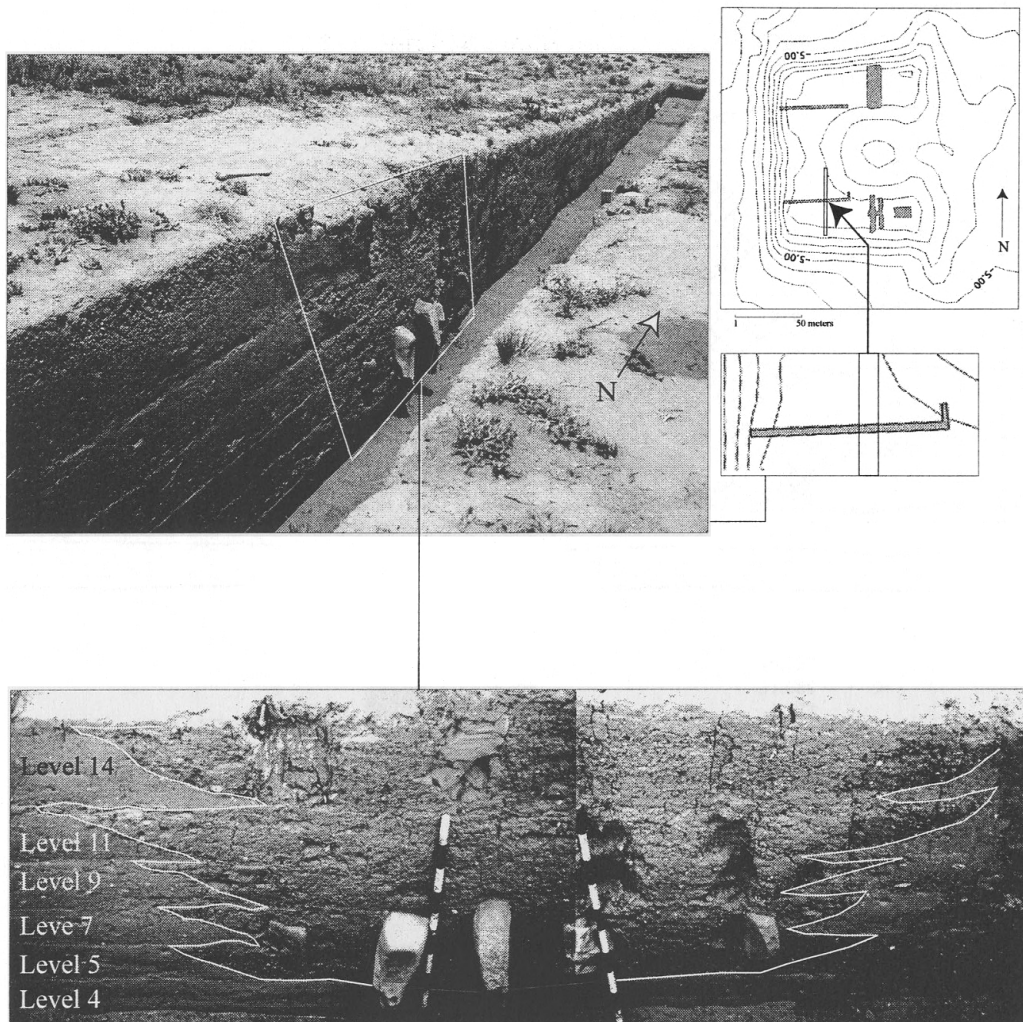 -5.00
N
-5.00
-5.00
1 50 meters
N
Level 14
Level 11
Level 9
Leve 7
Level 5
Level 4